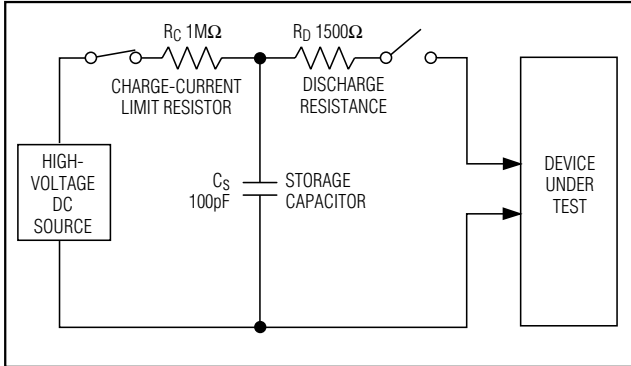 R_C 1MΩ
CHARGE-CURRENT
LIMIT RESISTOR
R_D 1500Ω
DISCHARGE
RESISTANCE
HIGH-
VOLTAGE
DC
SOURCE
C_S
100pF
STORAGE
CAPACITOR
DEVICE
UNDER
TEST